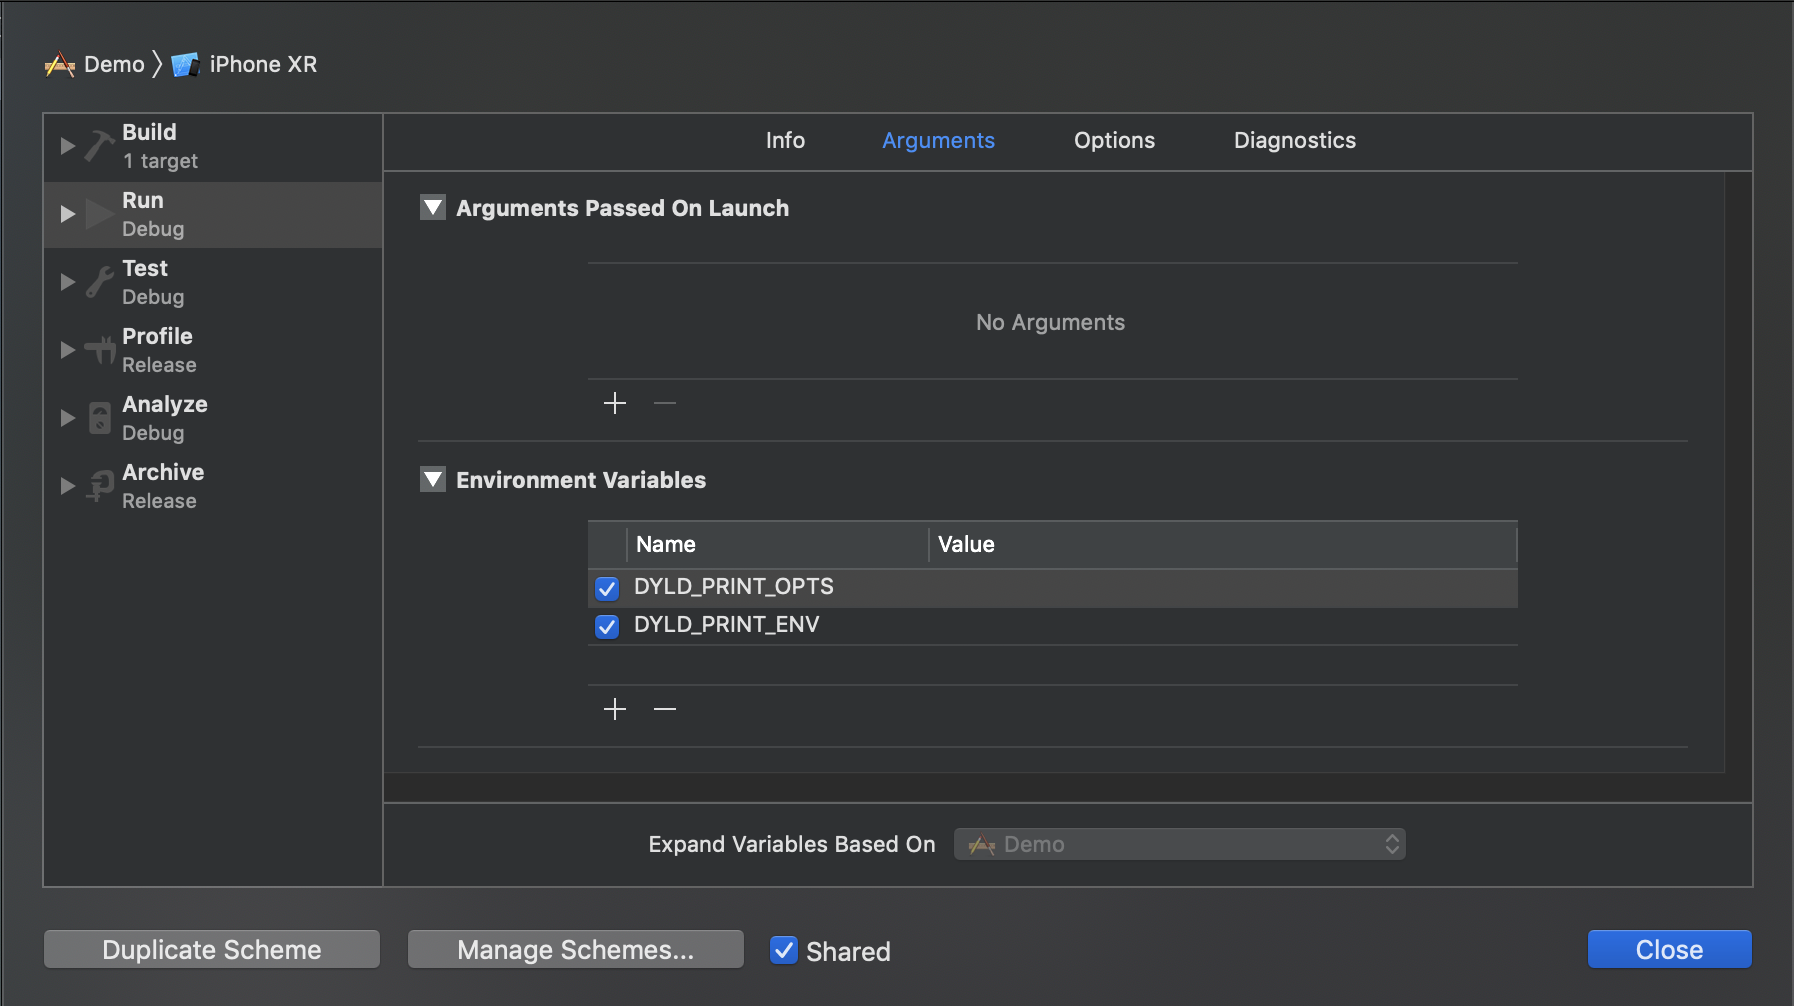 Demo iPhone XR
Build
1 target
Run
Debug
Test
Debug
Profile
Release
Analyze
Debug
Archive
Release
Info Arguments Options Diagnostics
Arguments Passed On Launch
No Arguments
Environment Variables
Name Value
DYLD_PRINT_OPTS
DYLD_PRINT_ENV
Expand Variables Based On Demo
Duplicate Scheme Manage Schemes... Shared Close